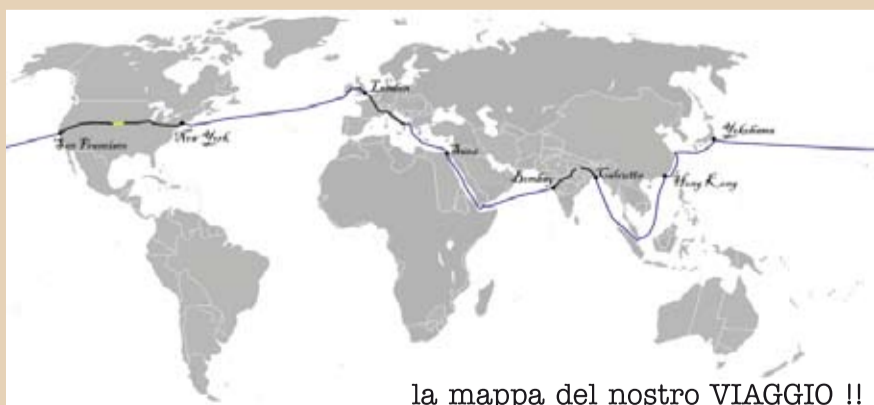 London
San Francisco
New York
Suez
Yokohama
Bombay
Calcutta
Hong Kong
la mappa del nostro VIAGGIO !!